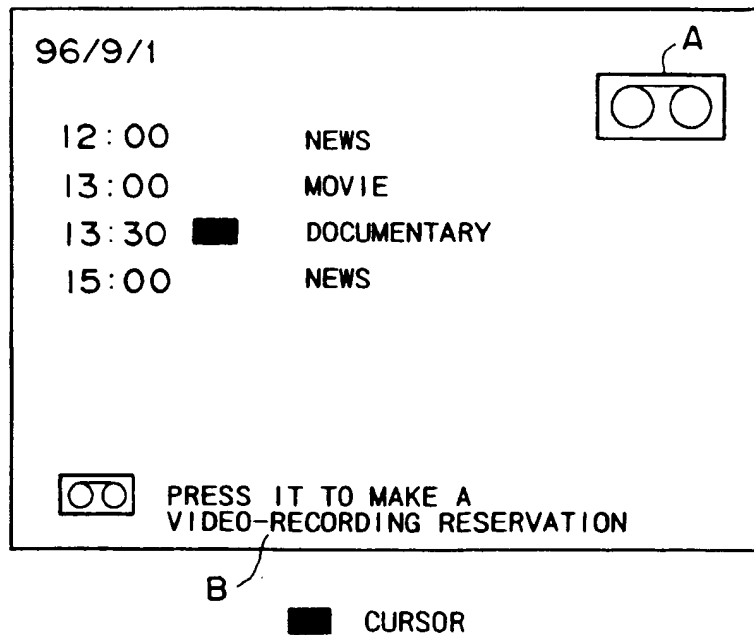 96/9/1
A
12:00 NEWS
13:00 MOVIE
13:30 DOCUMENTARY
15:00 NEWS
PRESS IT TO MAKE A
VIDEO-RECORDING RESERVATION
B
CURSOR